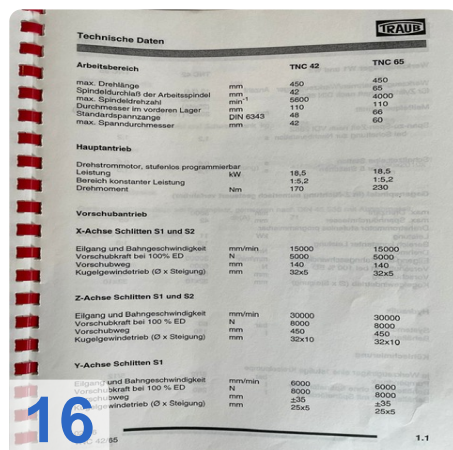 Technische Daten
TRAUB
Arbeitsbereich TNC 42 TNC 65
max. Drehlänge mm 450 450
Spindeldurchlaß der Arbeitsspindel mm 42 65
max. Spindeldrehzahl min⁻¹ 5600 4000
Durchmesser im vorderen Lager mm 110 110
Standardspannzange DIN 6343 48 66
max. Spanndurchmesser mm 42 60
Hauptantrieb
Drehstrommotor, stufenlos programmierbar
Leistung kW 18,5 18,5
Bereich konstanter Leistung 1:5,2 1:5,2
Drehmoment Nm 170 230
Vorschubantrieb
X-Achse Schlitten S1 und S2
Eilgang und Bahngeschwindigkeit mm/min 15000 15000
Vorschubkraft bei 100% ED N 5000 5000
Vorschubweg mm 140 140
Kugelgewindetrieb (Ø x Steigung) mm 32x5 32x5
Z-Achse Schlitten S1 und S2
Eilgang und Bahngeschwindigkeit mm/min 30000 30000
Vorschubkraft bei 100 % ED N 8000 8000
Vorschubweg mm 450 450
Kugelgewindetrieb (Ø x Steigung) mm 32x10 32x10
Y-Achse Schlitten S1
Eilgang und Bahngeschwindigkeit mm/min 6000 6000
Vorschubkraft bei 100 % ED N 8000 8000
Vorschubweg mm ±35 ±35
Kugelgewindetrieb (Ø x Steigung) mm 25x5 25x5
16
TNC 42/65 1.1